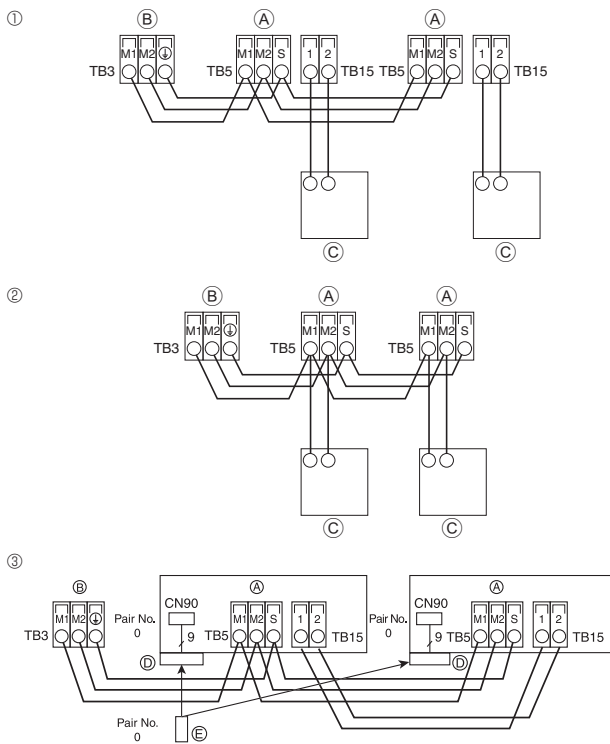 ①
Ⓑ Ⓐ Ⓐ
M1 M2 ⏚ M1 M2 S 1 2 M1 M2 S 1 2
TB3 TB5 TB15 TB5 TB15
Ⓒ Ⓒ
②
Ⓑ Ⓐ Ⓐ
M1 M2 ⏚ M1 M2 S M1 M2 S
TB3 TB5 TB5
Ⓒ Ⓒ
③
Ⓑ Ⓐ Ⓐ
CN90 CN90
M1 M2 ⏚ Pair No. M1 M2 S 1 2 Pair No. M1 M2 S 1 2
TB3 0 9 TB5 TB15 0 9 TB5 TB15
Ⓓ Ⓓ
Pair No. Ⓔ
0